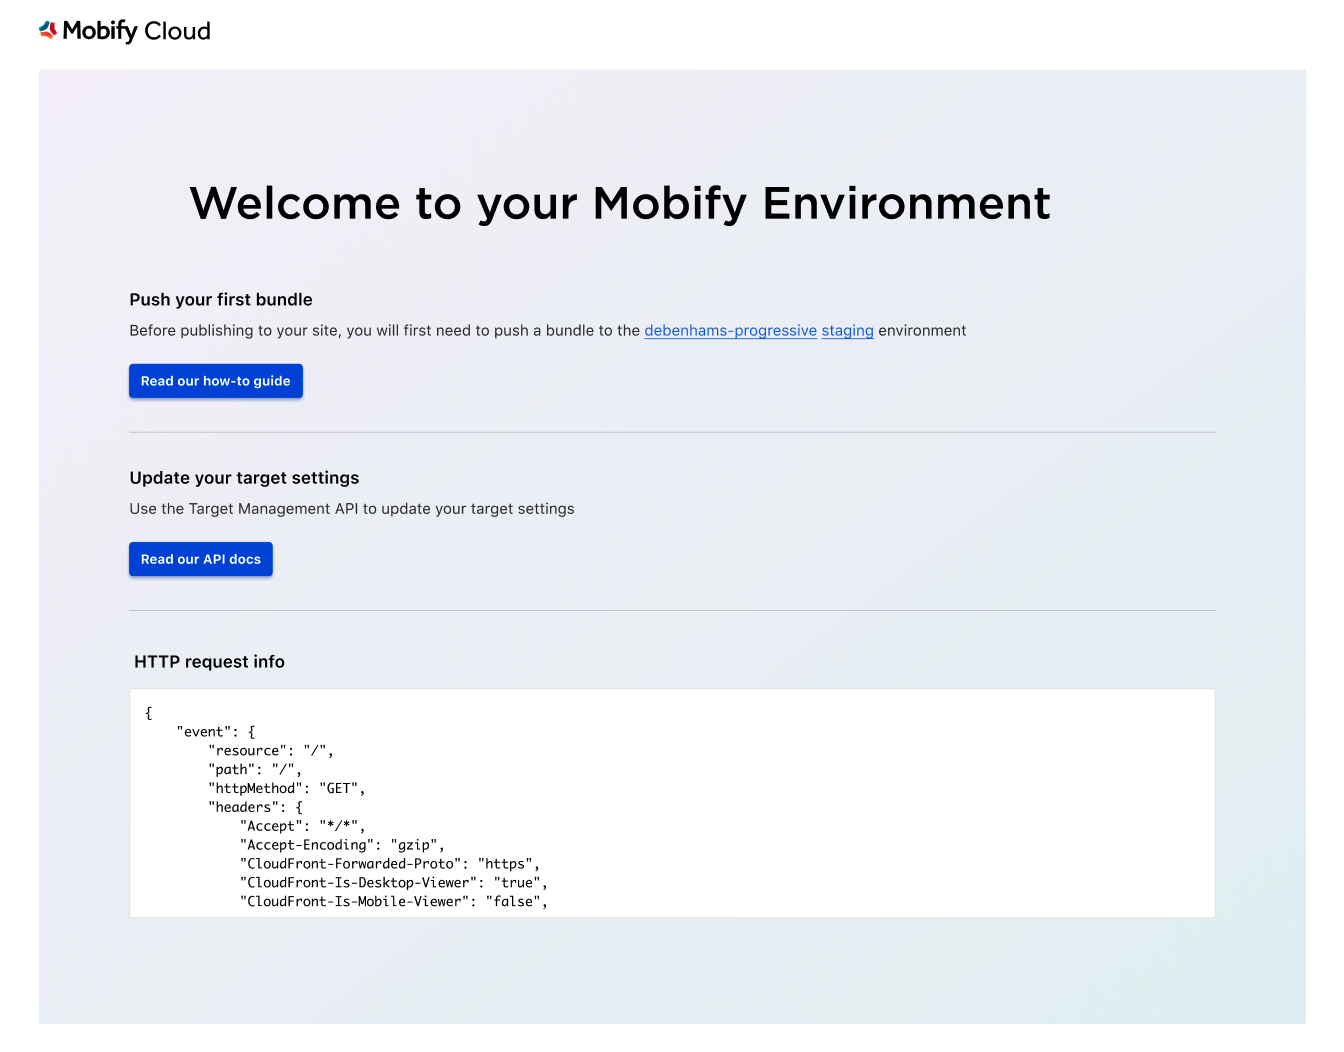 Mobify Cloud
Welcome to your Mobify Environment
Push your first bundle
Before publishing to your site, you will first need to push a bundle to the debenhams-progressive staging environment
Read our how-to guide
Update your target settings
Use the Target Management API to update your target settings
Read our API docs
HTTP request info
{
    "event": {
        "resource": "/",
        "path": "/",
        "httpMethod": "GET",
        "headers": {
            "Accept": "*/*",
            "Accept-Encoding": "gzip",
            "CloudFront-Forwarded-Proto": "https",
            "CloudFront-Is-Desktop-Viewer": "true",
            "CloudFront-Is-Mobile-Viewer": "false",